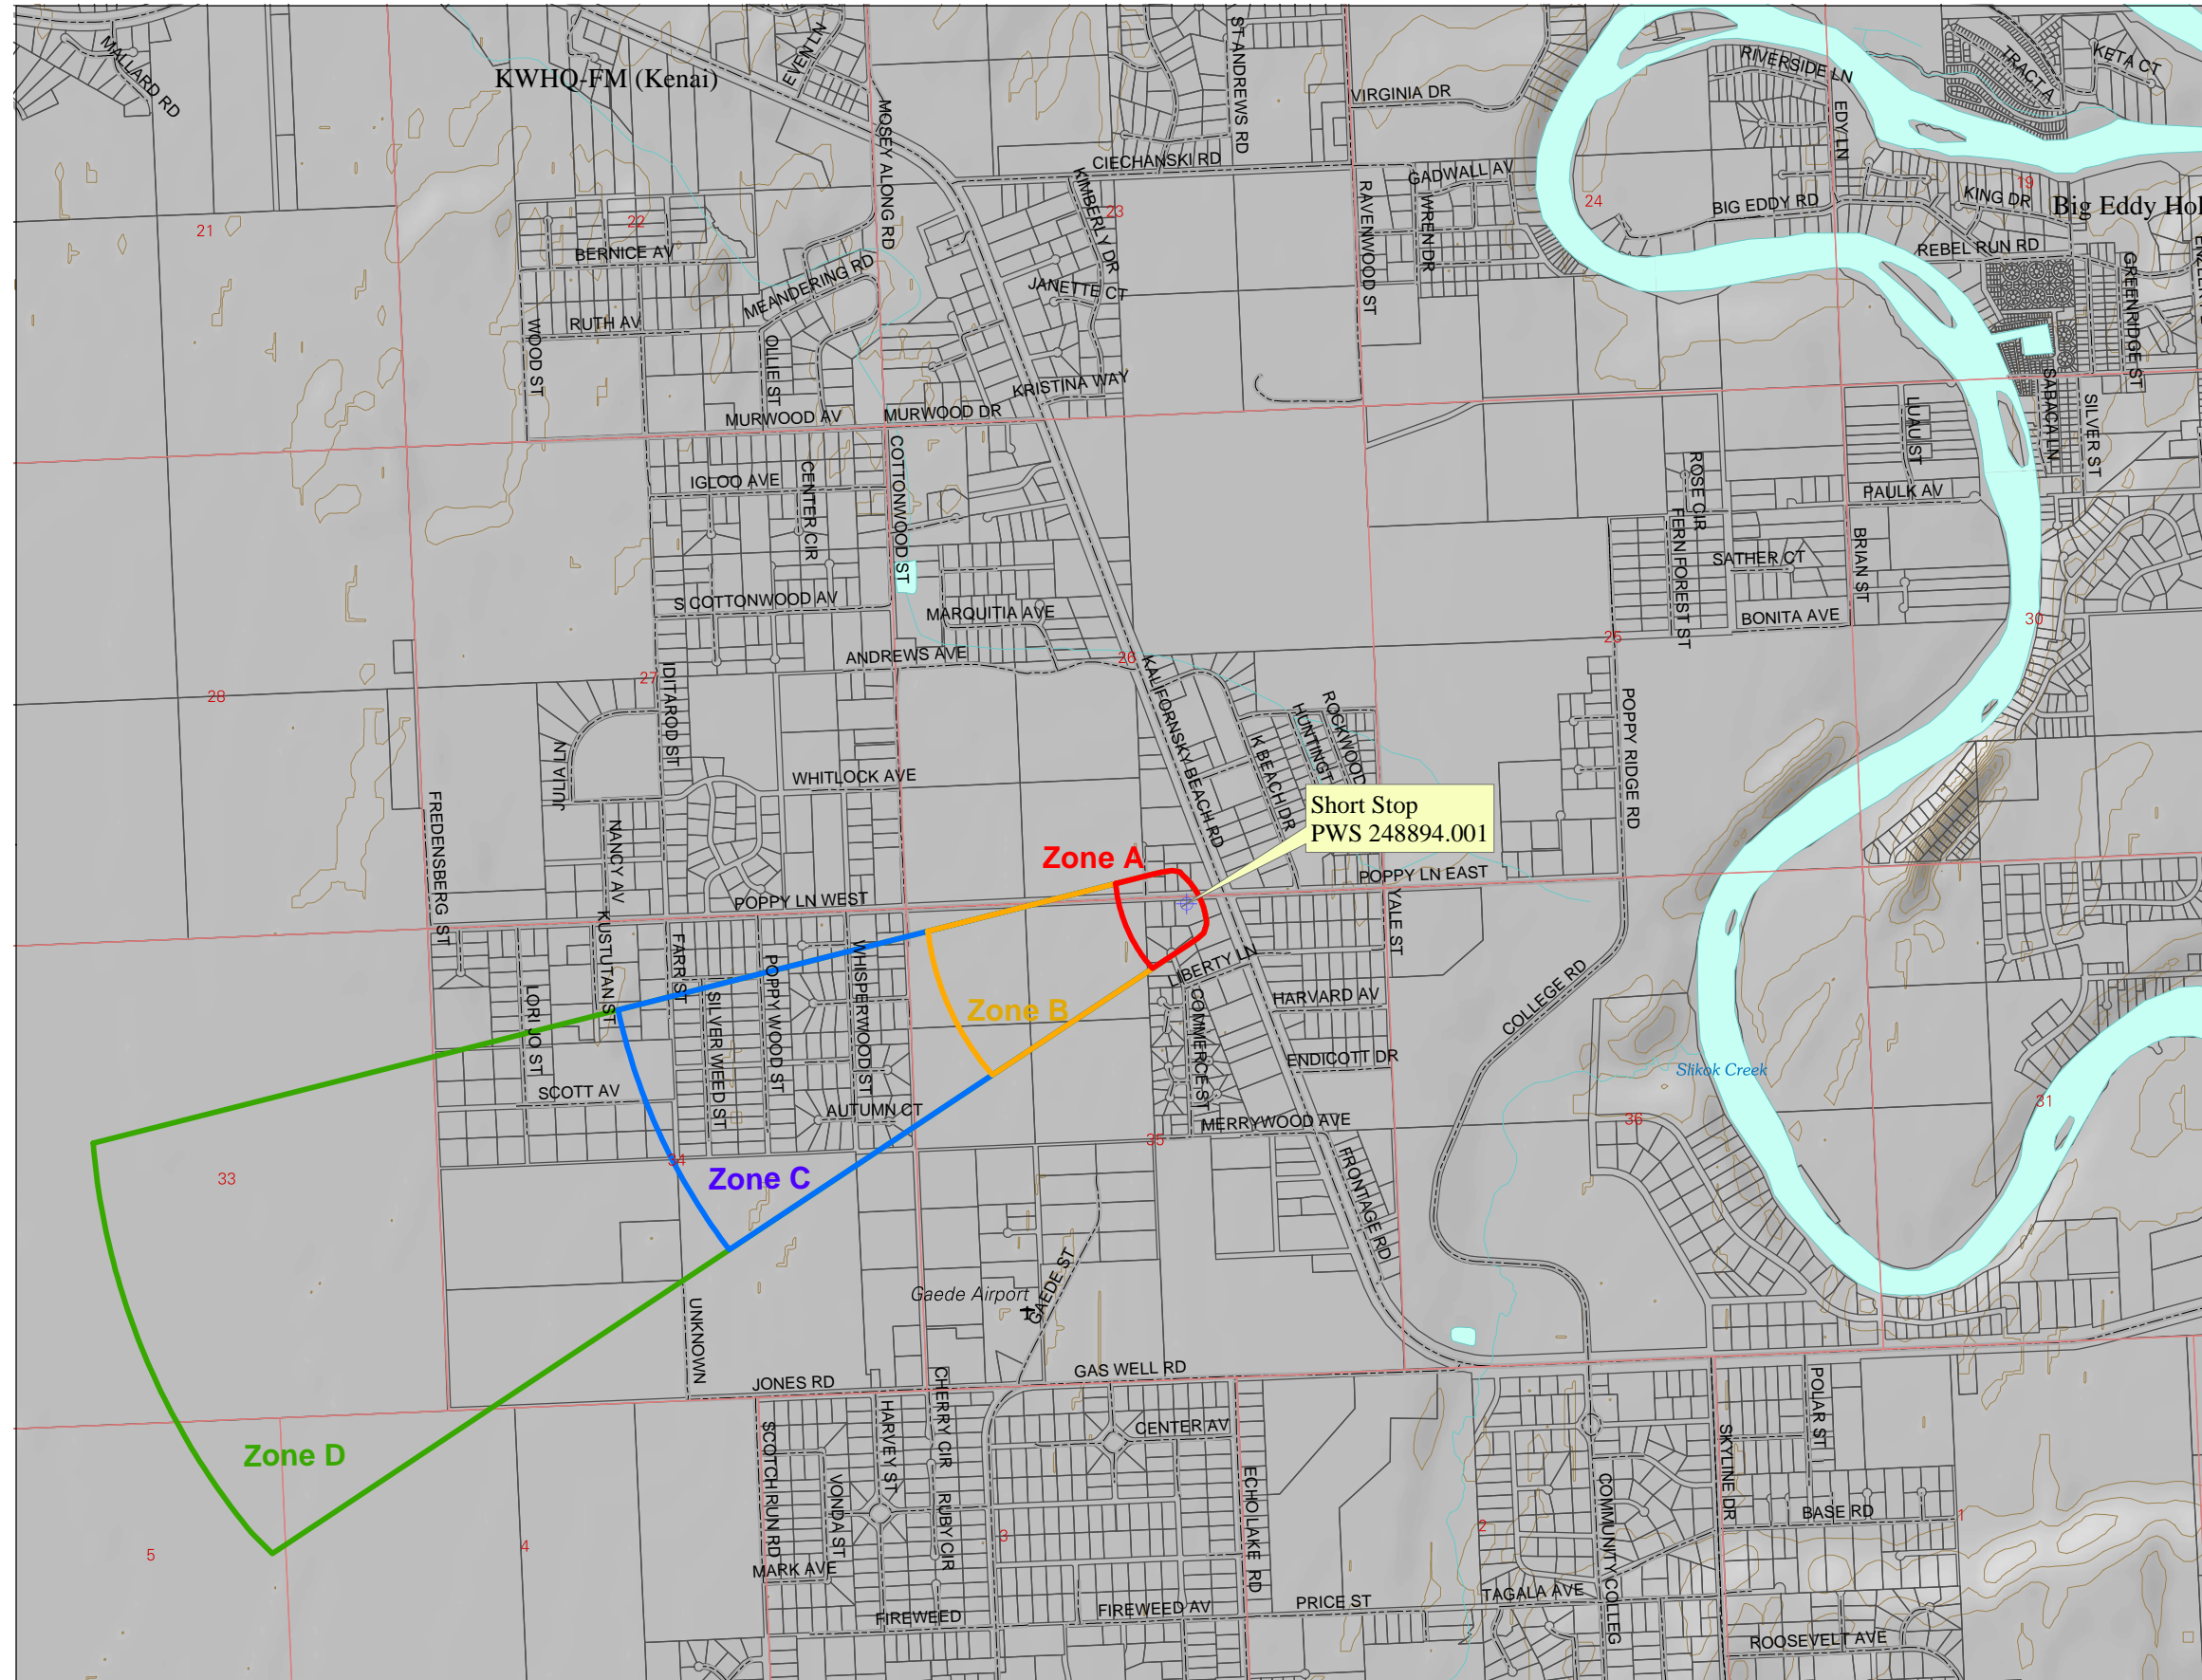 MALLARD RD
KWHQ-FM (Kenai)
EVEN LN
ST ANDREWS RD
VIRGINIA DR
RIVERSIDE LN
TRACT A
KETA CT
MOSEY ALONG RD
EDY LN
CIECHANSKI RD
KIMBERLY DR
GADWALL AV
RAVENWOOD ST
WREN DR
21
22
23
24
19
BIG EDDY RD
KING DR
Big Eddy Hol
REBEL RUN RD
BERNICE AV
MEANDERING RD
JANETTE CT
GREENRIDGE ST
WOOD ST
RUTH AV
OLLIE ST
KRISTINA WAY
SABACA LN
SILVER ST
MURWOOD AV
MURWOOD DR
LUAU ST
IGLOO AVE
CENTER CIR
COTTONWOOD ST
ROSE CIR
PAULK AV
FERN FOREST ST
SATHER CT
BRIAN ST
S COTTONWOOD AV
MARQUITIA AVE
BONITA AVE
ANDREWS AVE
28
27
26
25
30
IDITAROD ST
KALIFORNSKY BEACH RD
HUNTINGT
ROCKWOOD
K BEACH DR
POPPY RIDGE RD
JULIA LN
WHITLOCK AVE
Short Stop
PWS 248894.001
FREDENSBERG ST
NANCY AV
Zone A
POPPY LN WEST
POPPY LN EAST
YALE ST
KUSTUTAN ST
FARR ST
POPPY WOOD ST
WHISPERWOOD ST
LIBERTY LN
COLLEGE RD
LORI JO ST
SILVER WEED ST
Zone B
COMMERCE ST
HARVARD AV
ENDICOTT DR
Slikok Creek
SCOTT AV
AUTUMN CT
MERRYWOOD AVE
33
34
35
36
31
Zone C
FRONTAGE RD
Gaede Airport
GAEDE ST
UNKNOWN
JONES RD
GAS WELL RD
CHERRY CIR
HARVEY ST
SCOTCH RUN RD
CENTER AV
POLAR ST
SKYLINE DR
Zone D
VONDA ST
RUBY CIR
ECHO LAKE RD
COMMUNITY COLLEG
BASE RD
5
4
3
2
1
MARK AVE
TAGALA AVE
FIREWEED
FIREWEED AV
PRICE ST
ROOSEVELT AVE